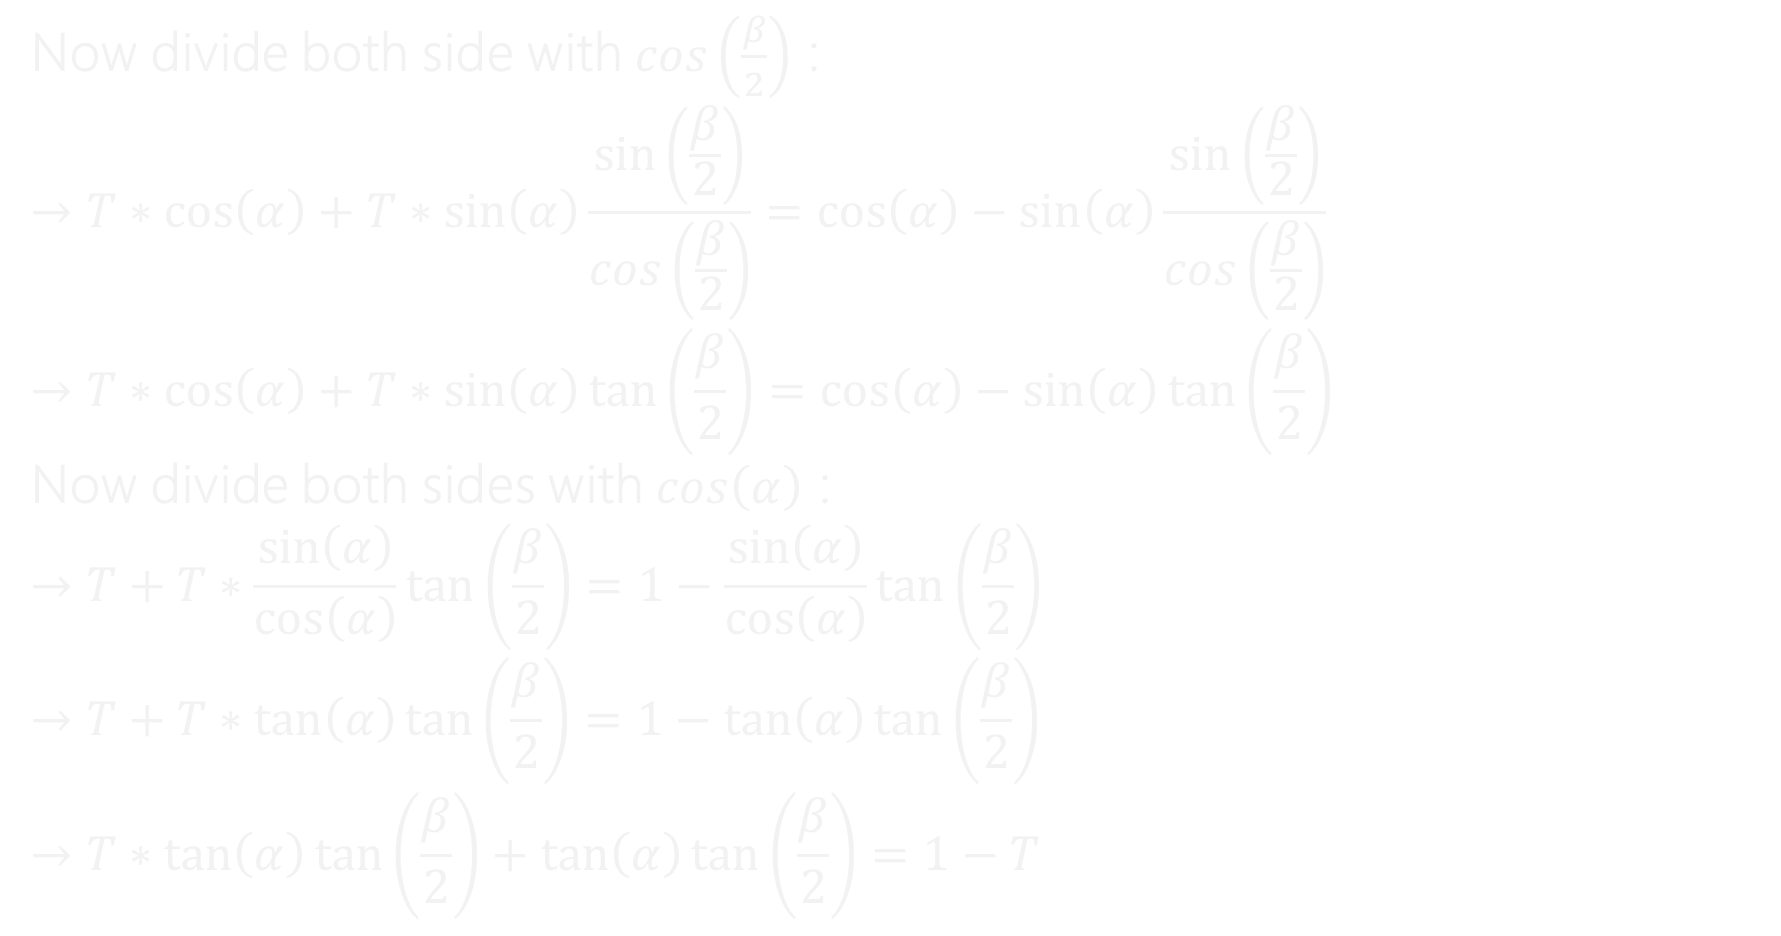 Now divide both side with cos(β/2) :
→ T * cos(α) + T * sin(α) sin(β/2)/cos(β/2) = cos(α) − sin(α) sin(β/2)/cos(β/2)
→ T * cos(α) + T * sin(α) tan(β/2) = cos(α) − sin(α) tan(β/2)
Now divide both sides with cos(α) :
→ T + T * sin(α)/cos(α) tan(β/2) = 1 − sin(α)/cos(α) tan(β/2)
→ T + T * tan(α) tan(β/2) = 1 − tan(α) tan(β/2)
→ T * tan(α) tan(β/2) + tan(α) tan(β/2) = 1 − T